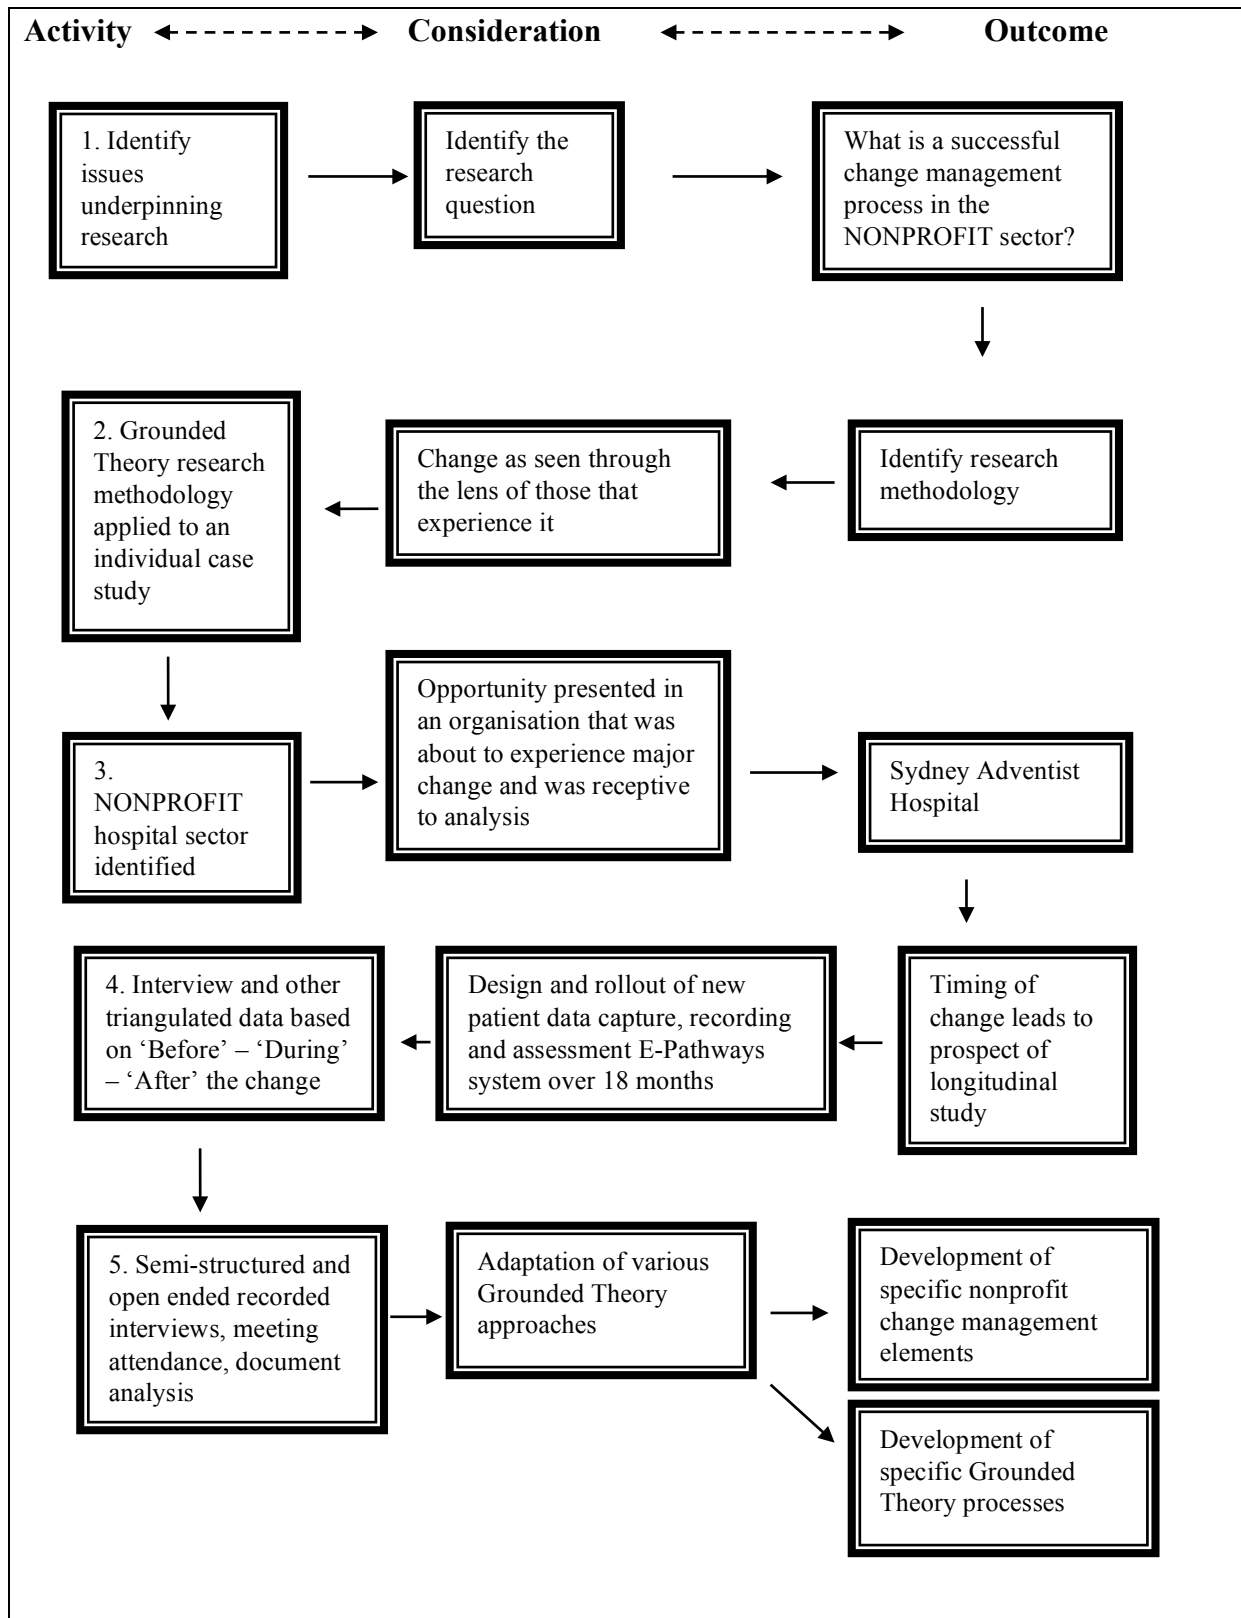 Activity Consideration Outcome
1. Identify
issues
underpinning
research
Identify the
research
question
What is a successful
change management
process in the
NONPROFIT sector?
2. Grounded
Theory research
methodology
applied to an
individual case
study
Change as seen through
the lens of those that
experience it
Identify research
methodology
3.
NONPROFIT
hospital sector
identified
Opportunity presented in
an organisation that was
about to experience major
change and was receptive
to analysis
Sydney Adventist
Hospital
4. Interview and other
triangulated data based
on ‘Before’ – ‘During’
– ‘After’ the change
Design and rollout of new
patient data capture, recording
and assessment E-Pathways
system over 18 months
Timing of
change leads to
prospect of
longitudinal
study
5. Semi-structured and
open ended recorded
interviews, meeting
attendance, document
analysis
Adaptation of various
Grounded Theory
approaches
Development of
specific nonprofit
change management
elements
Development of
specific Grounded
Theory processes